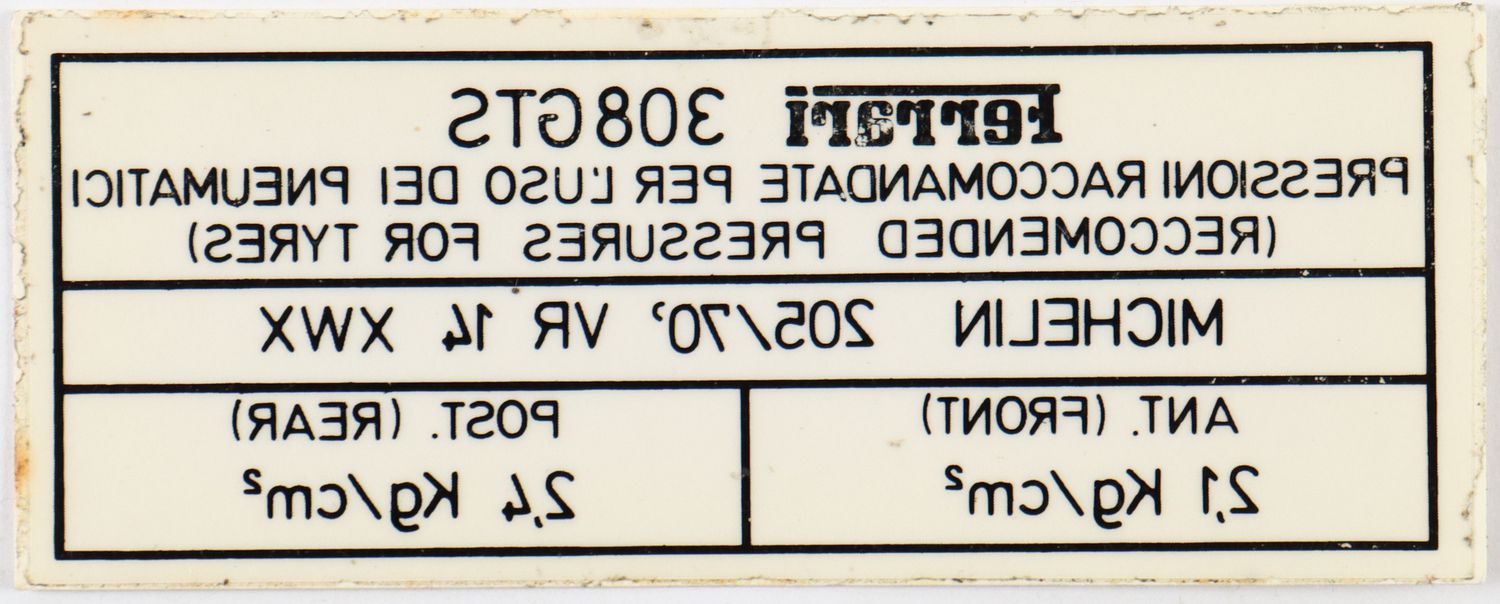 Ferrari 308GTS
PRESSIONI RACCOMANDATE PER L'USO DEI PNEUMATICI
(RECCOMENDED PRESSURES FOR TYRES)
MICHELIN 205/70' VR 14 XWX
ANT. (FRONT) POST. (REAR)
2,1 Kg/cm² 2,4 Kg/cm²